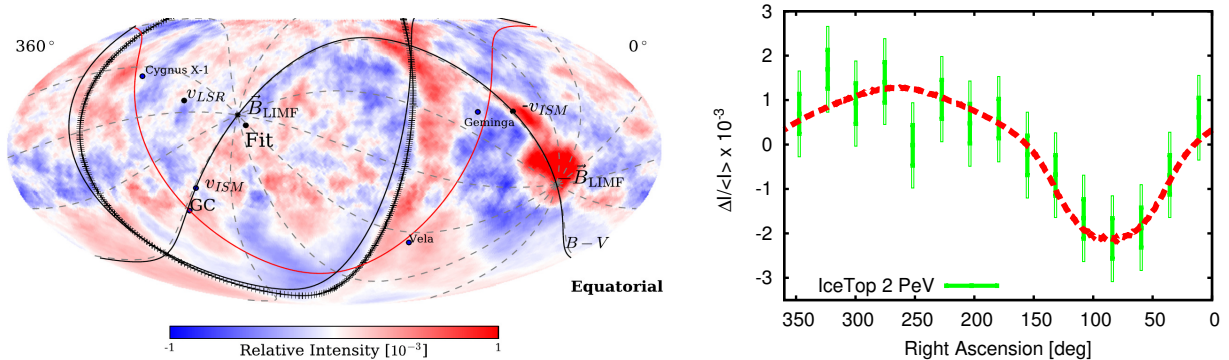 360°
0°
Cygnus X-1
v_LSR
B⃗_LIMF
Fit
Geminga
-v_ISM
−B⃗_LIMF
v_ISM
GC
Vela
B − V
Equatorial
-1
1
Relative Intensity [10⁻³]
ΔI/<I> x 10⁻³
3
2
1
0
-1
-2
-3
IceTop 2 PeV
350 300 250 200 150 100 50 0
Right Ascension [deg]